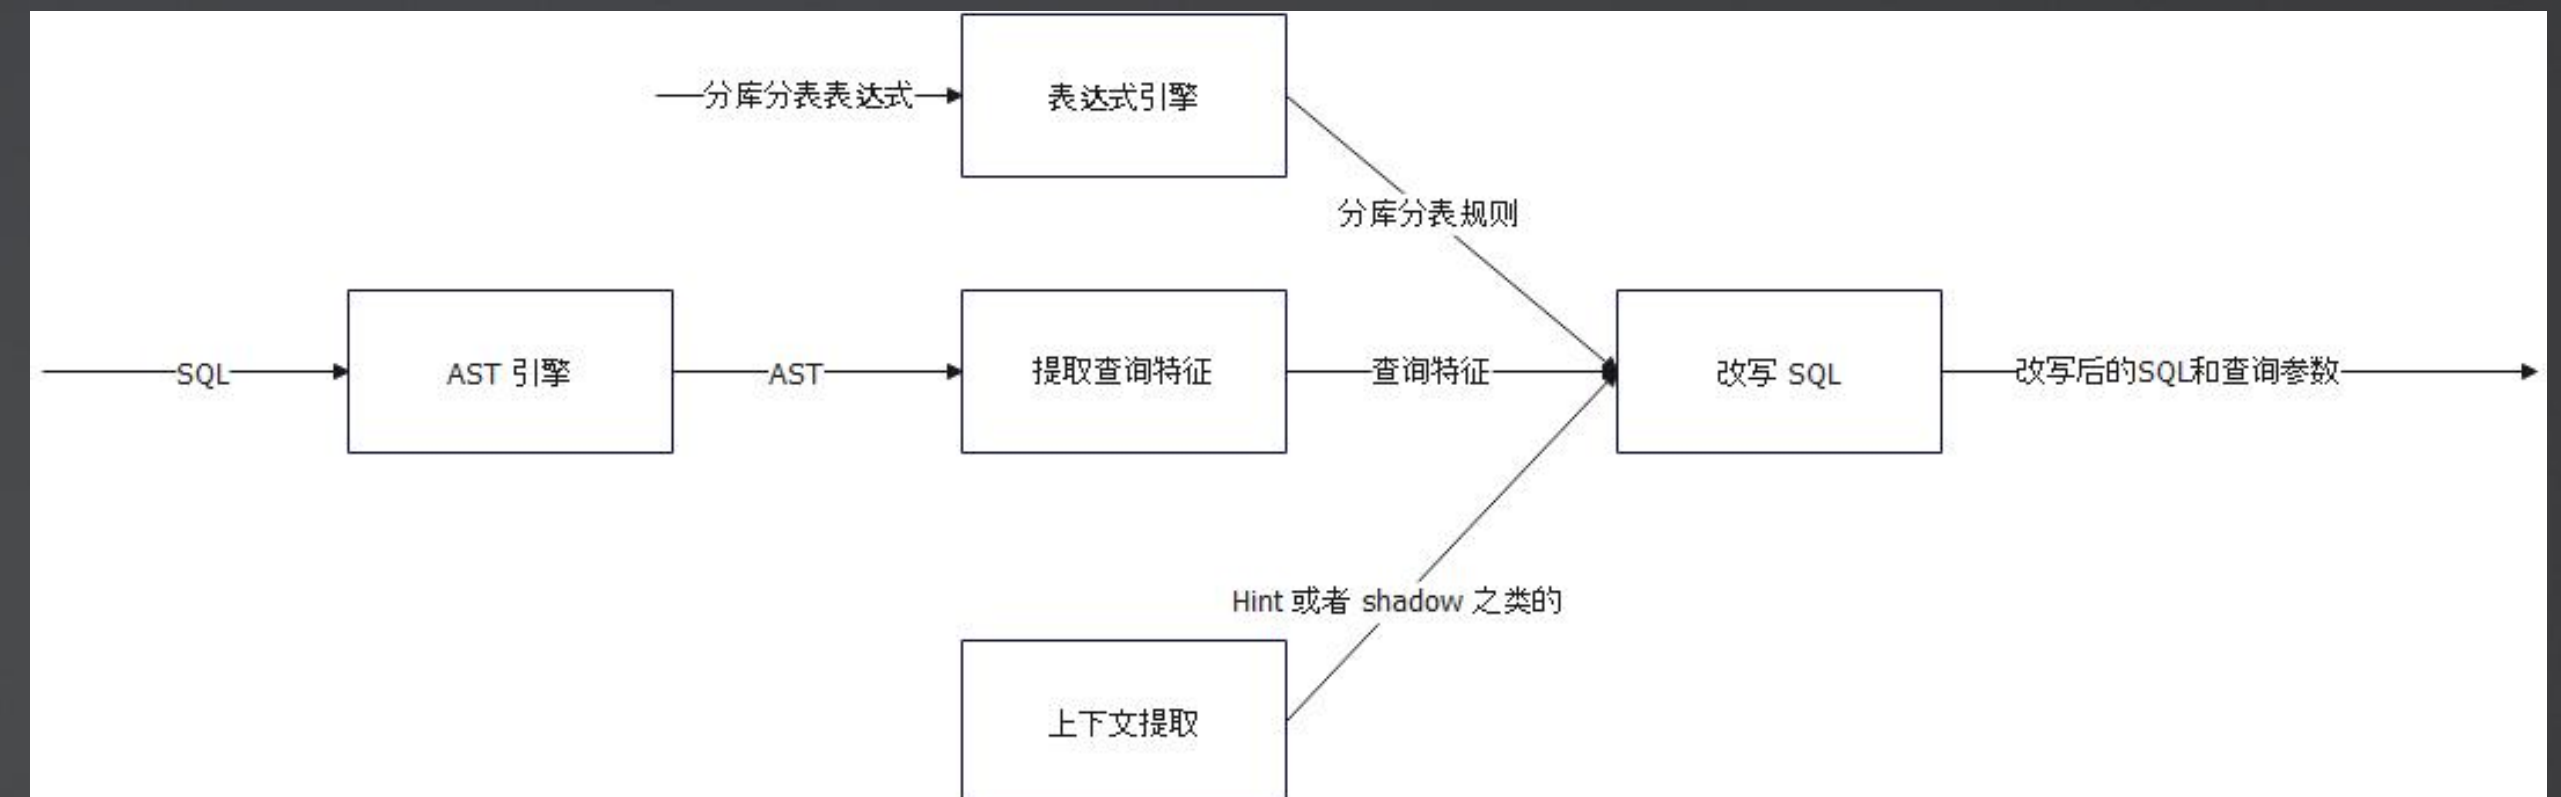 分库分表表达式
表达式引擎
分库分表规则
SQL
AST 引擎
AST
提取查询特征
查询特征
改写 SQL
改写后的SQL和查询参数
Hint 或者 shadow 之类的
上下文提取